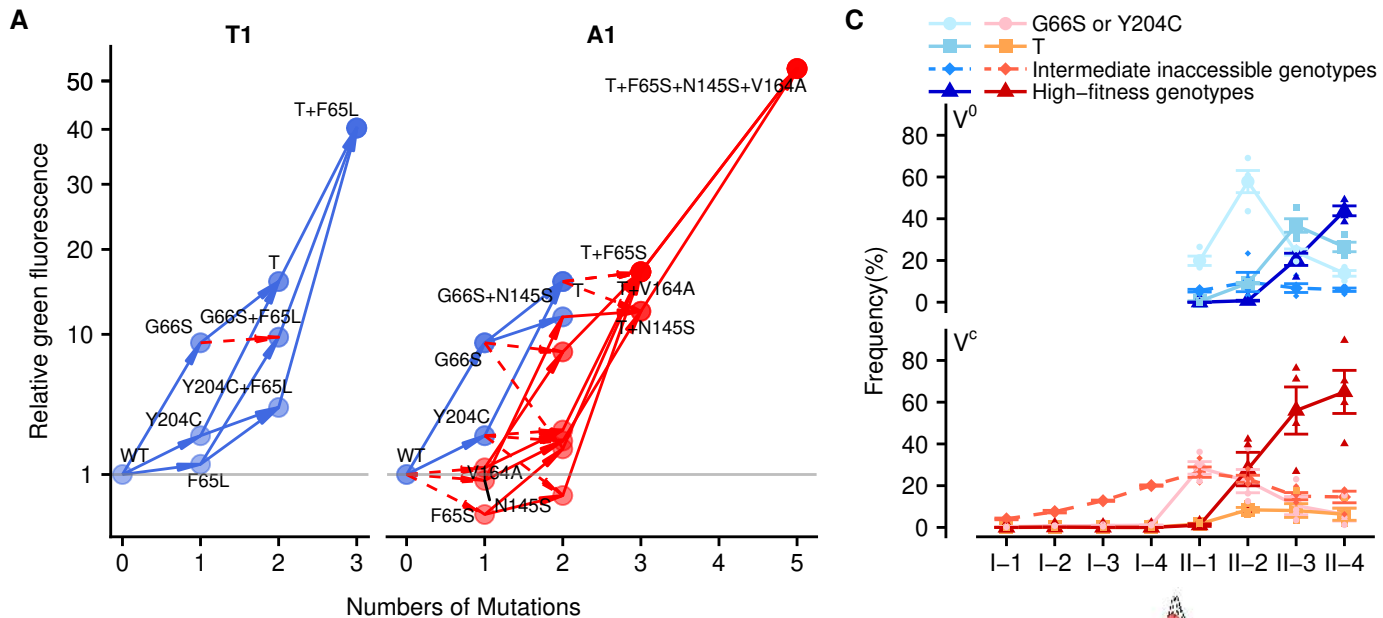 A
T1
A1
Relative green fluorescence
50
40
30
20
10
1
T+F65L
T
G66S
G66S+F65L
Y204C+F65L
Y204C
WT
F65L
0
1
2
3
T+F65S+N145S+V164A
T+F65S
G66S+N145S
T
T+V164A
T+N145S
G66S
Y204C
WT
V164A
N145S
F65S
0
1
2
3
4
5
Numbers of Mutations
C
G66S or Y204C
T
Intermediate inaccessible genotypes
High−fitness genotypes
Frequency(%)
V0
80
60
40
20
0
Vc
80
60
40
20
0
I−1
I−2
I−3
I−4
II−1
II−2
II−3
II−4